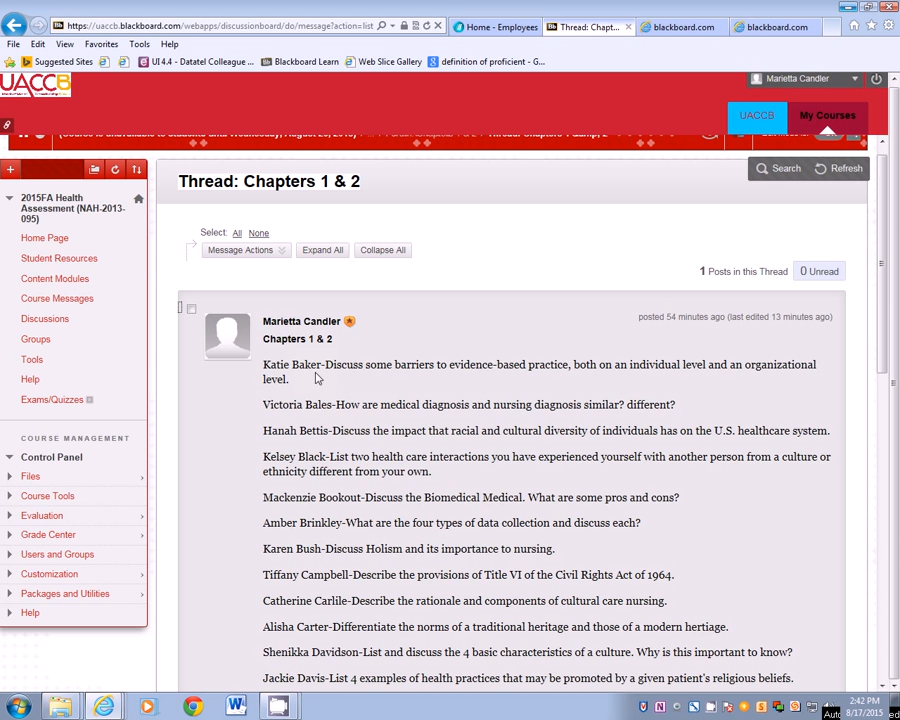 https://uaccb.blackboard.com/webapps/discussionboard/do/message?action=list
Home - Employees
Thread: Chapt...
blackboard.com
blackboard.com
File Edit View Favorites Tools Help
Suggested Sites
UI 4.4 - Datatel Colleague ...
Blackboard Learn
Web Slice Gallery
definition of proficient - G...
UACCB
Marietta Candler
UACCB
My Courses
Thread: Chapters 1 & 2
Search
Refresh
2015FA Health
Assessment (NAH-2013-
095)
Home Page
Student Resources
Content Modules
Course Messages
Discussions
Groups
Tools
Help
Exams/Quizzes
COURSE MANAGEMENT
Control Panel
Files
Course Tools
Evaluation
Grade Center
Users and Groups
Customization
Packages and Utilities
Help
Select: All None
Message Actions
Expand All
Collapse All
1 Posts in this Thread
0 Unread
Marietta Candler
posted 54 minutes ago (last edited 13 minutes ago)
Chapters 1 & 2
Katie Baker-Discuss some barriers to evidence-based practice, both on an individual level and an organizational
level.
Victoria Bales-How are medical diagnosis and nursing diagnosis similar? different?
Hanah Bettis-Discuss the impact that racial and cultural diversity of individuals has on the U.S. healthcare system.
Kelsey Black-List two health care interactions you have experienced yourself with another person from a culture or
ethnicity different from your own.
Mackenzie Bookout-Discuss the Biomedical Medical. What are some pros and cons?
Amber Brinkley-What are the four types of data collection and discuss each?
Karen Bush-Discuss Holism and its importance to nursing.
Tiffany Campbell-Describe the provisions of Title VI of the Civil Rights Act of 1964.
Catherine Carlile-Describe the rationale and components of cultural care nursing.
Alisha Carter-Differentiate the norms of a traditional heritage and those of a modern hertiage.
Shenikka Davidson-List and discuss the 4 basic characteristics of a culture. Why is this important to know?
Jackie Davis-List 4 examples of health practices that may be promoted by a given patient's religious beliefs.
2:42 PM
8/17/2015